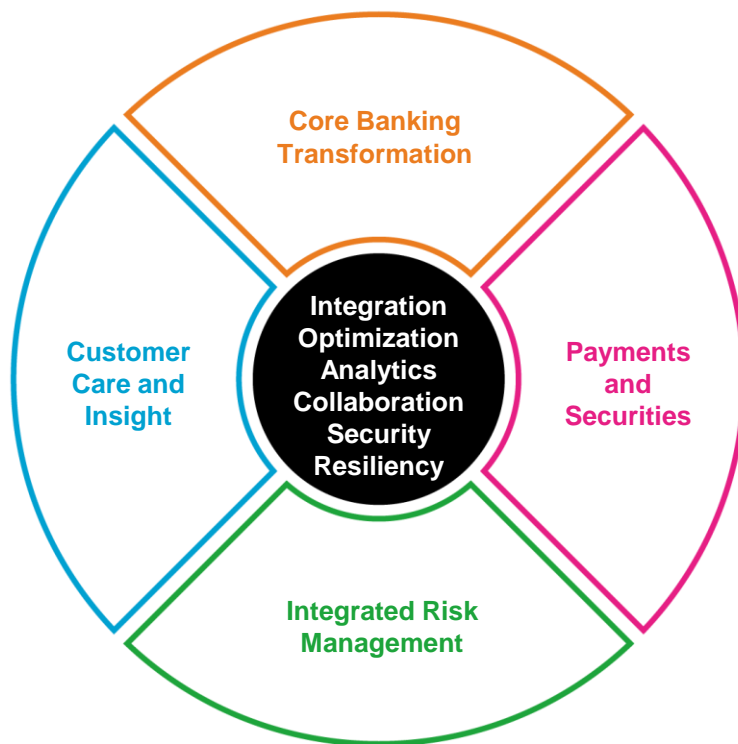 Core Banking
Transformation
Customer
Care and
Insight
Integration
Optimization
Analytics
Collaboration
Security
Resiliency
Payments
and
Securities
Integrated Risk
Management